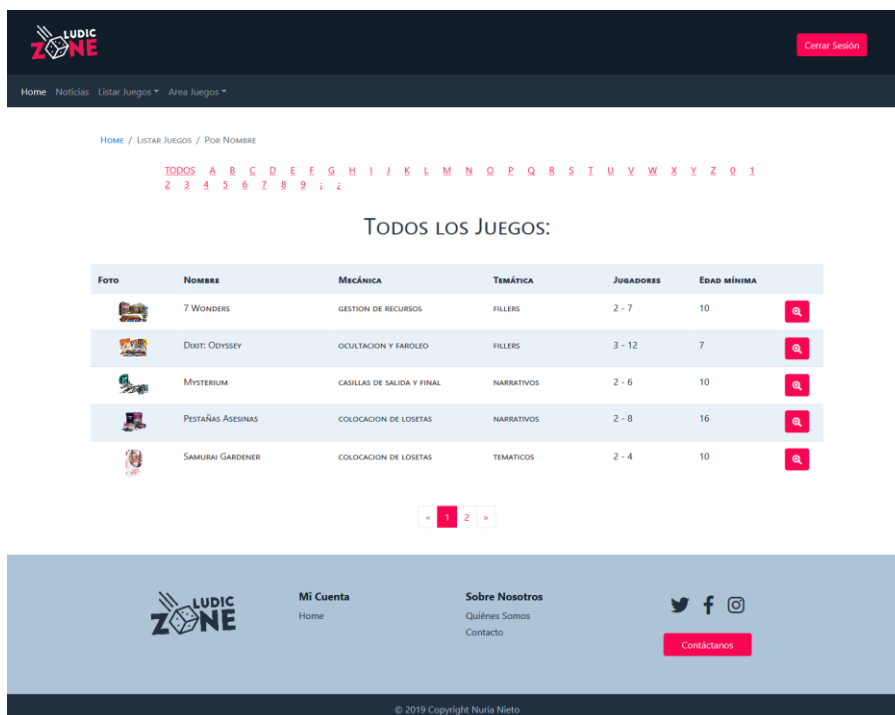 LUDIC
ZONE
Cerrar Sesión
Home Noticias Listar Juegos Area Juegos
Home / Listar Juegos / Por Nombre
TODOS A B C D E F G H I J K L M N O P Q R S T U V W X Y Z 0 1
2 3 4 5 6 7 8 9 ¡ ¿
Todos los Juegos:
Foto Nombre Mecánica Temática Jugadores Edad mínima
7 Wonders gestion de recursos fillers 2 - 7 10
Dixit: Odyssey ocultacion y faroleo fillers 3 - 12 7
Mysterium casillas de salida y final narrativos 2 - 6 10
Pestañas Asesinas colocacion de losetas narrativos 2 - 8 16
Samurai Gardener colocacion de losetas tematicos 2 - 4 10
« 1 2 »
LUDIC
ZONE
Mi Cuenta Sobre Nosotros
Home Quiénes Somos
Contacto
Contáctanos
© 2019 Copyright Nuria Nieto